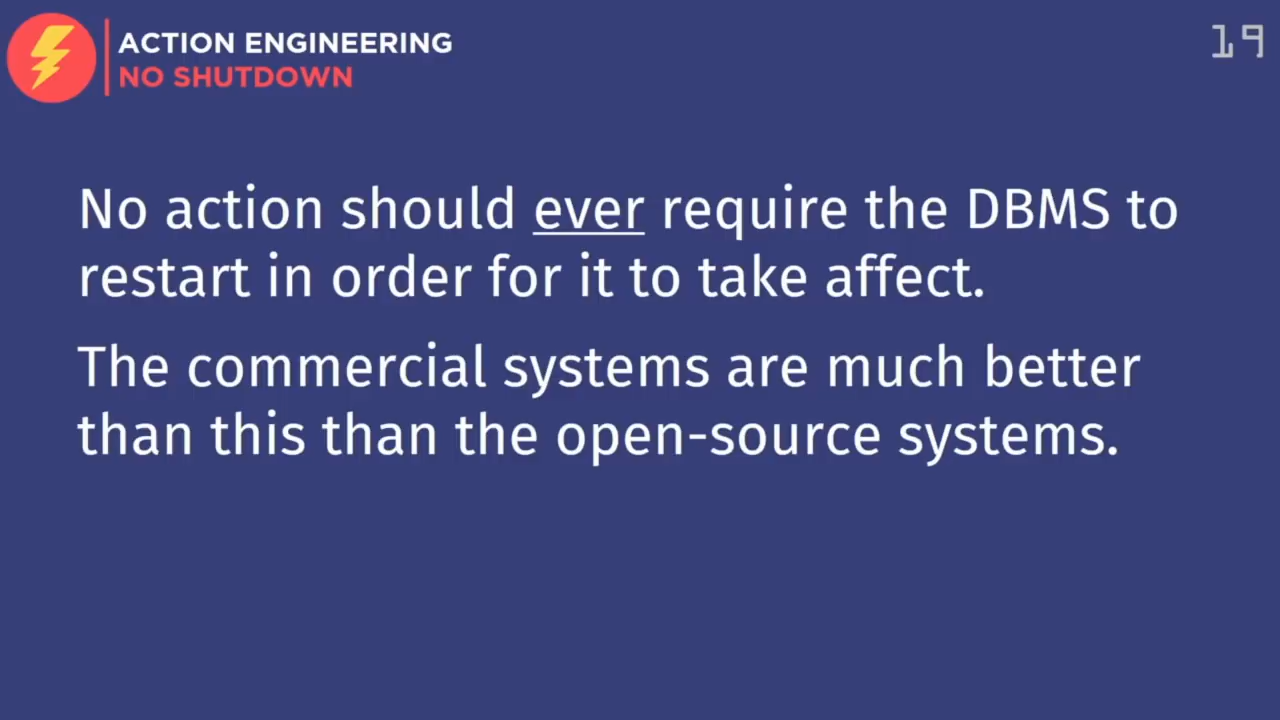 ACTION ENGINEERING
NO SHUTDOWN
19
No action should ever require the DBMS to
restart in order for it to take affect.
The commercial systems are much better
than this than the open-source systems.